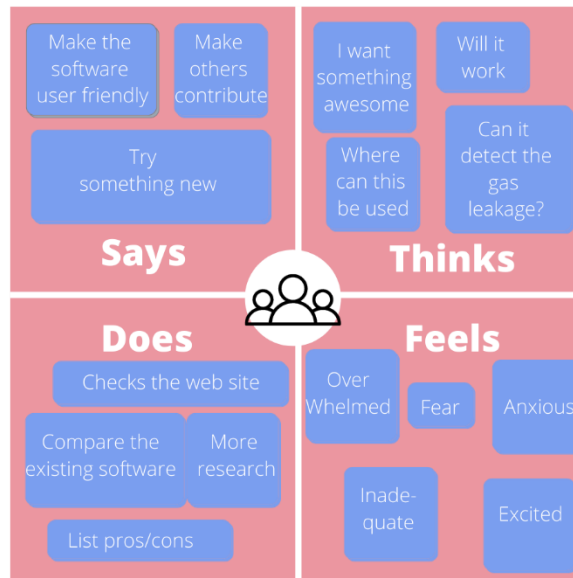 Make the
software
user friendly
Make
others
contribute
Try
something new
Says
I want
something
awesome
Will it
work
Where
can this
be used
Can it
detect the
gas
leakage?
Thinks
Does
Checks the web site
Compare the
existing software
More
research
List pros/cons
Feels
Over
Whelmed
Fear
Anxious
Inade-
quate
Excited